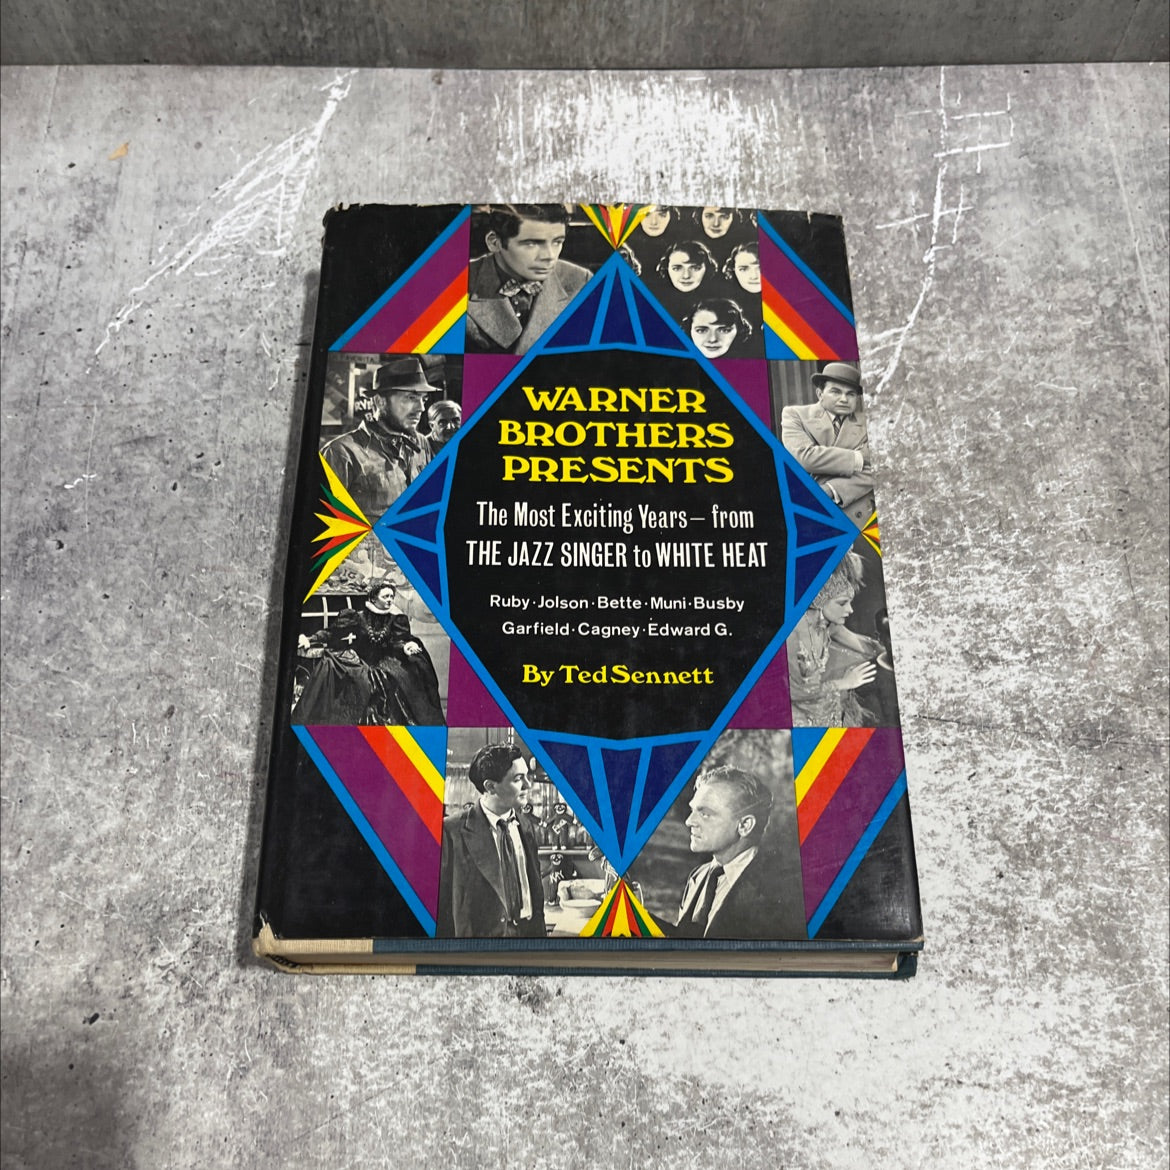 WARNER
BROTHERS
PRESENTS
The Most Exciting Years — from
THE JAZZ SINGER to WHITE HEAT
Ruby · Jolson · Bette · Muni · Busby
Garfield · Cagney · Edward G.
By Ted Sennett